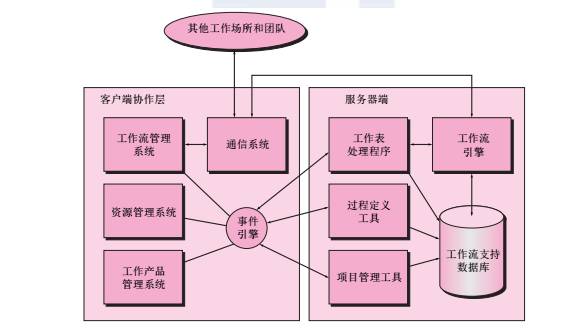 其他工作场所和团队
客户端协作层
服务器端
工作流管理
系统
通信系统
工作表
处理程序
工作流
引擎
资源管理系统
事件
引擎
过程定义
工具
工作流支持
数据库
工作产品
管理系统
项目管理工具